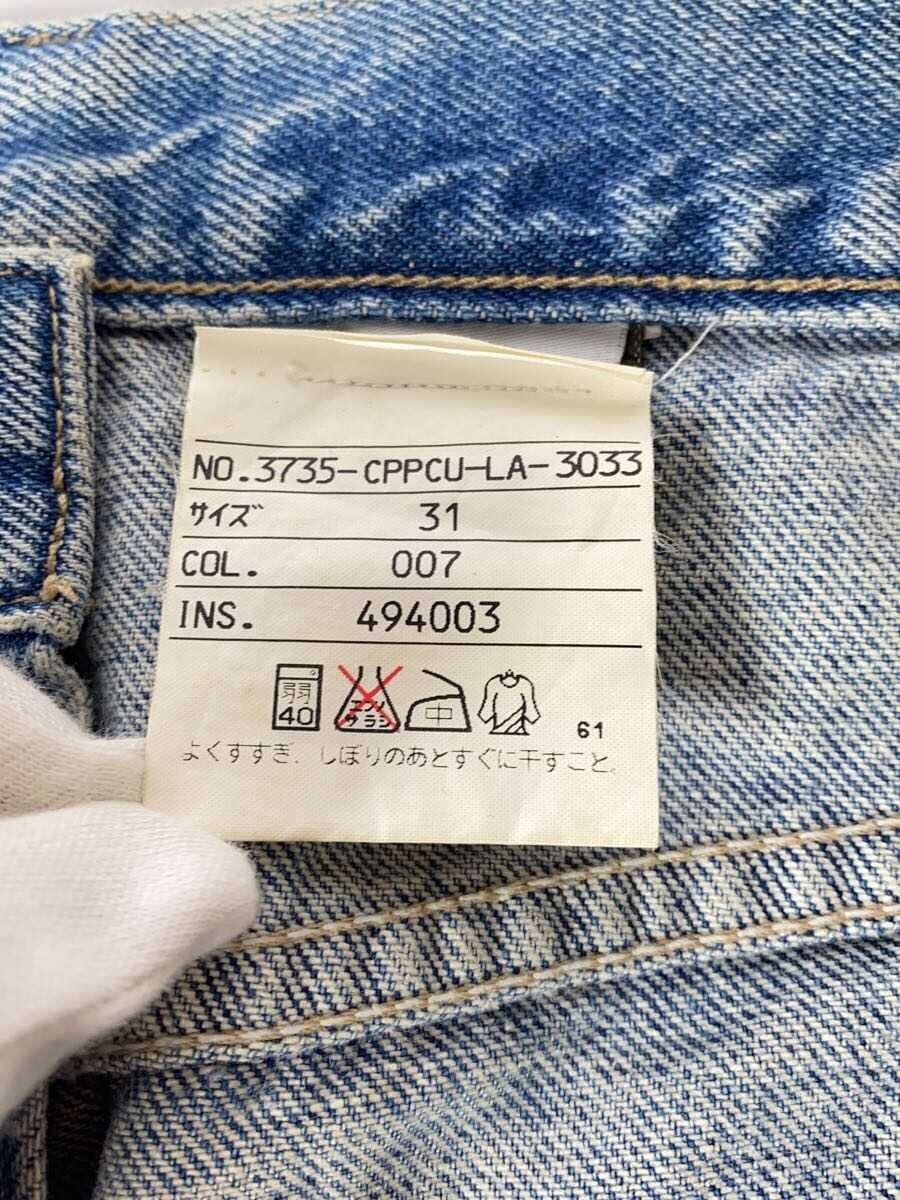 NO.3735-CPPCU-LA-3033
サイズ 31
COL. 007
INS. 494003
弱
40
エンソ
サラシ
中
61
よくすすぎ、しぼりのあとすぐに干すこと。